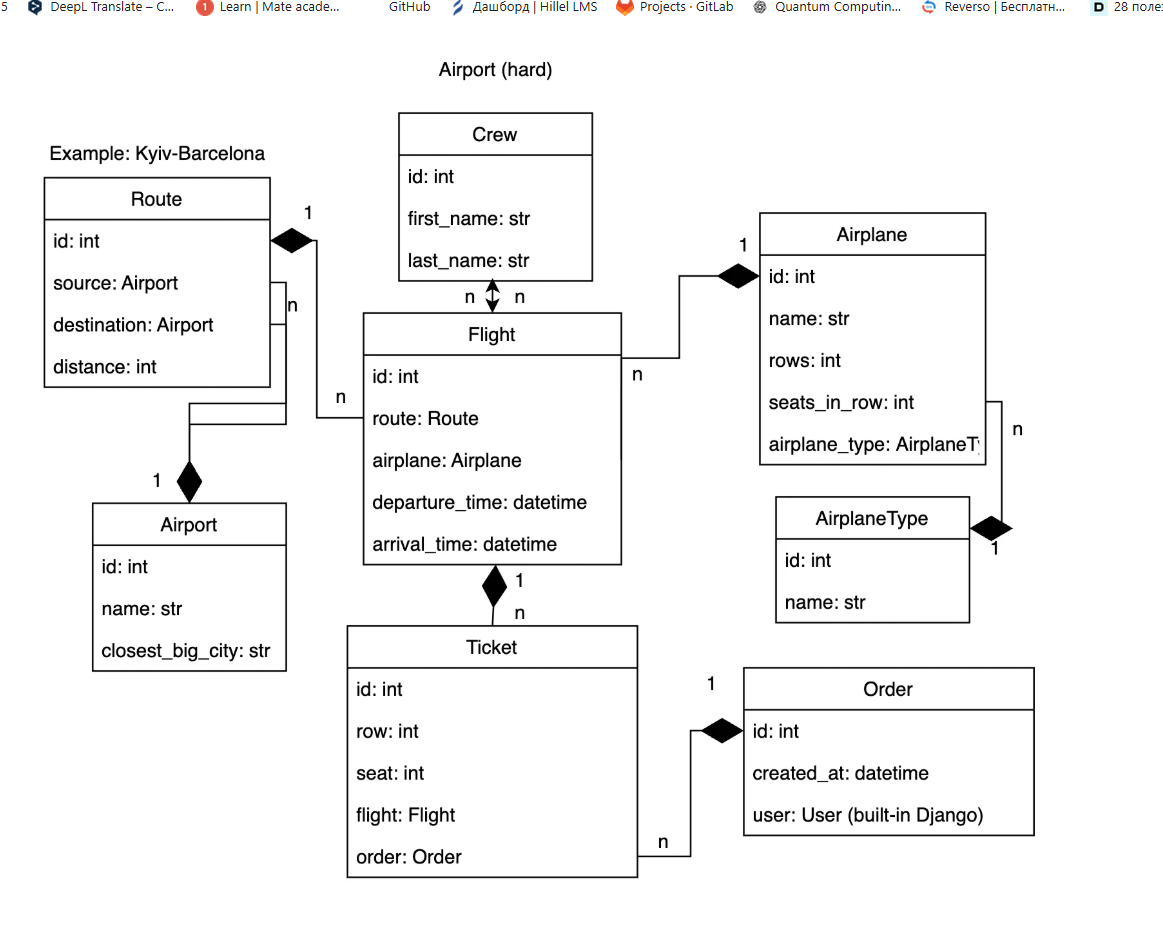 5 DeepL Translate – C... 1 Learn | Mate acade... GitHub Дашборд | Hillel LMS Projects · GitLab Quantum Computin... Reverso | Бесплатн... D 28 полез
Airport (hard)
Example: Kyiv-Barcelona
Route
id: int
source: Airport
destination: Airport
distance: int
1
n
n
Crew
id: int
first_name: str
last_name: str
n n
Flight
id: int
route: Route
airplane: Airplane
departure_time: datetime
arrival_time: datetime
1
n
Airplane
id: int
name: str
rows: int
seats_in_row: int
airplane_type: AirplaneT
n
AirplaneType
id: int
name: str
1
1
Airport
id: int
name: str
closest_big_city: str
1
n
Ticket
id: int
row: int
seat: int
flight: Flight
order: Order
n
1
Order
id: int
created_at: datetime
user: User (built-in Django)